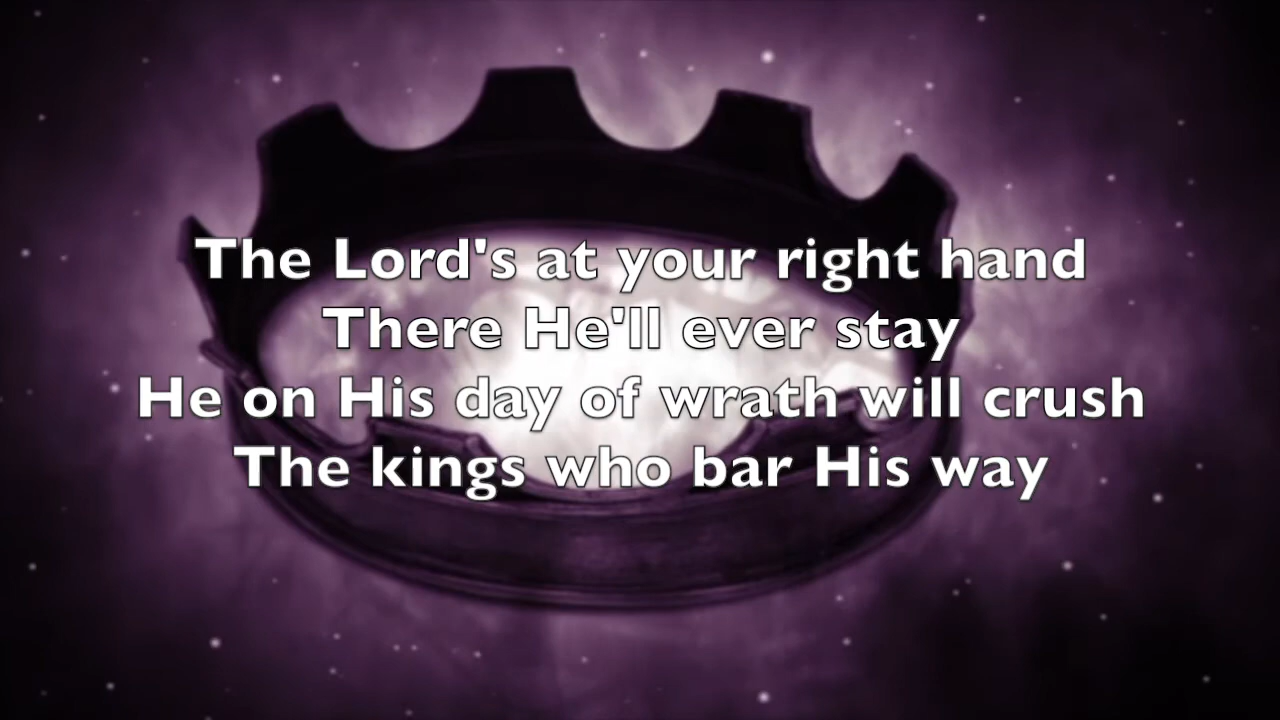 The Lord's at your right hand
There He'll ever stay
He on His day of wrath will crush
The kings who bar His way